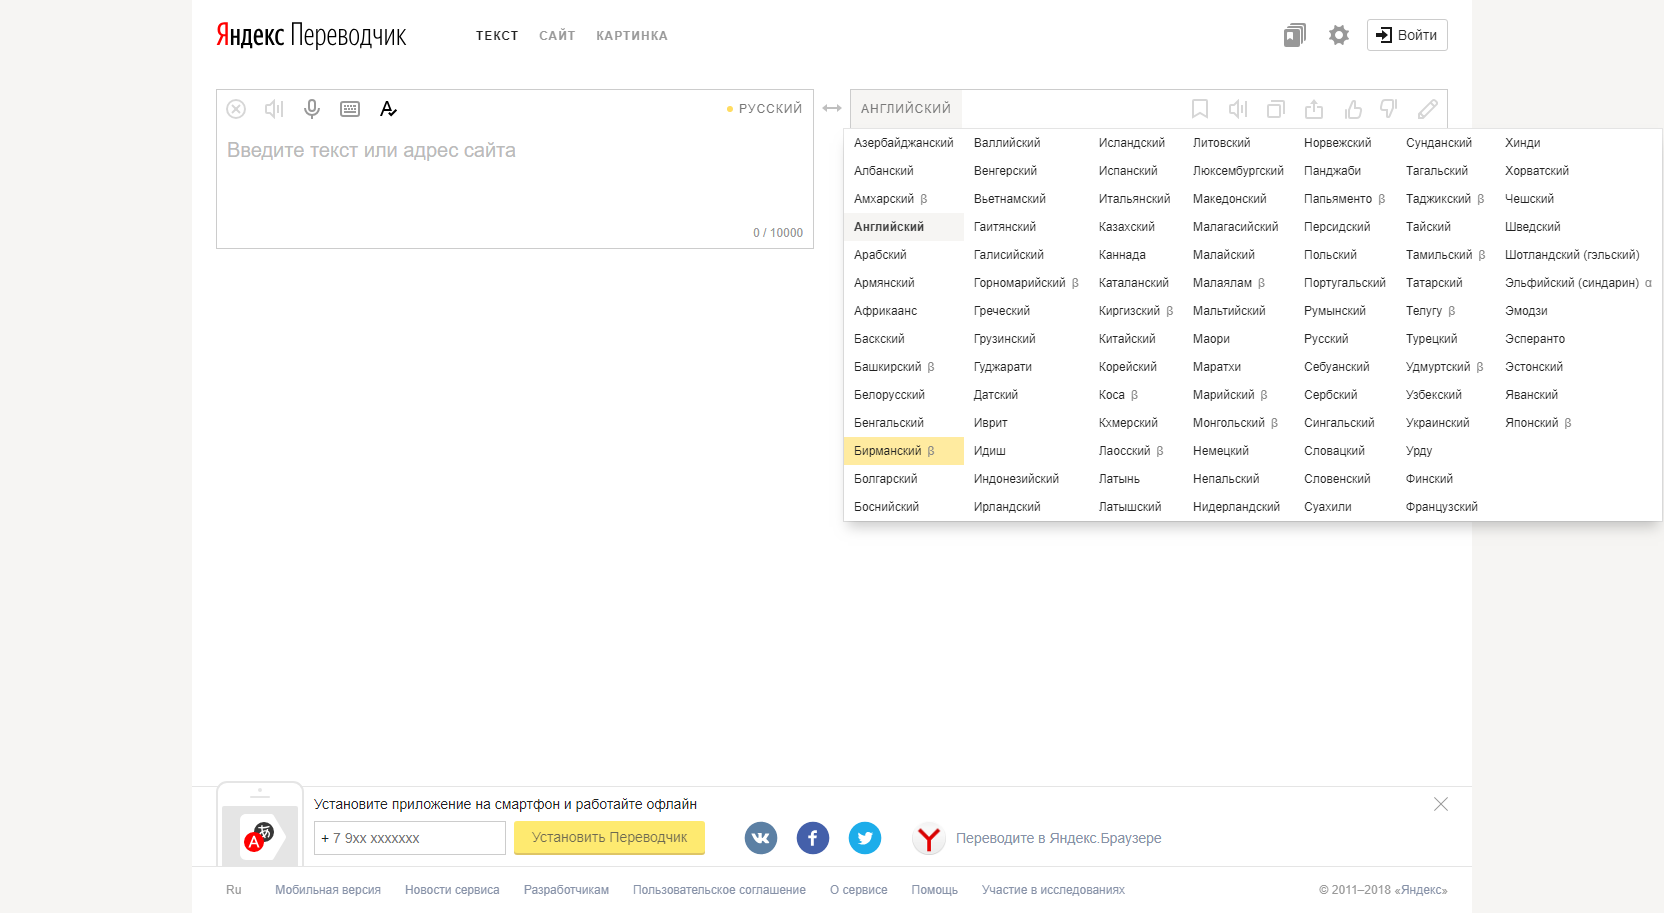 Яндекс Переводчик
ТЕКСТ САЙТ КАРТИНКА
Войти
РУССКИЙ
АНГЛИЙСКИЙ
Введите текст или адрес сайта
0 / 10000
Азербайджанский Валлийский Исландский Литовский Норвежский Сунданский Хинди
Албанский Венгерский Испанский Люксембургский Панджаби Тагальский Хорватский
Амхарский β Вьетнамский Итальянский Македонский Папьяменто β Таджикский β Чешский
Английский Гаитянский Казахский Малагасийский Персидский Тайский Шведский
Арабский Галисийский Каннада Малайский Польский Тамильский β Шотландский (гэльский)
Армянский Горномарийский β Каталанский Малаялам β Португальский Татарский Эльфийский (синдарин) α
Африкаанс Греческий Киргизский β Мальтийский Румынский Телугу β Эмодзи
Баскский Грузинский Китайский Маори Русский Турецкий Эсперанто
Башкирский β Гуджарати Корейский Маратхи Себуанский Удмуртский β Эстонский
Белорусский Датский Коса β Марийский β Сербский Узбекский Яванский
Бенгальский Иврит Кхмерский Монгольский β Сингальский Украинский Японский β
Бирманский β Идиш Лаосский β Немецкий Словацкий Урду
Болгарский Индонезийский Латынь Непальский Словенский Финский
Боснийский Ирландский Латышский Нидерландский Суахили Французский
Установите приложение на смартфон и работайте офлайн
+ 7 9xx xxxxxxx
Установить Переводчик
Переводите в Яндекс.Браузере
Ru Мобильная версия Новости сервиса Разработчикам Пользовательское соглашение О сервисе Помощь Участие в исследованиях © 2011–2018 «Яндекс»